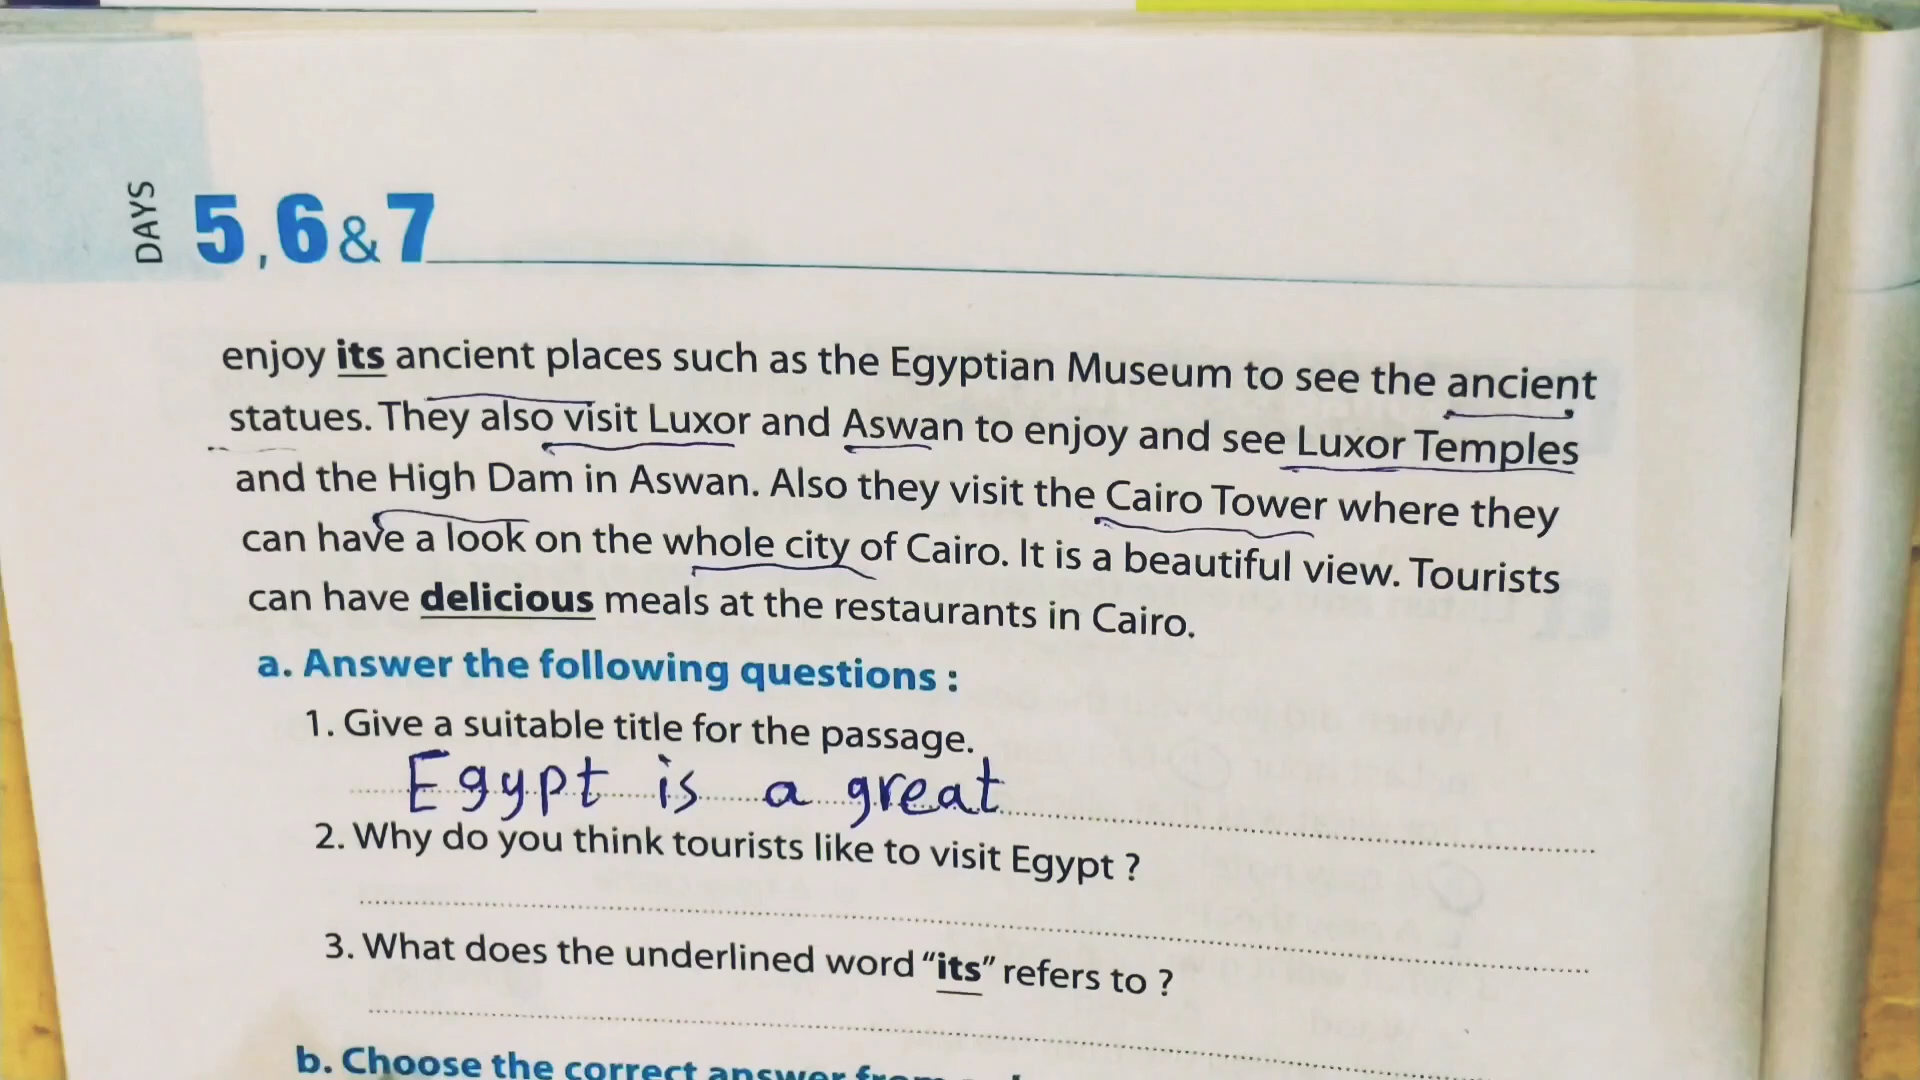 DAYS 5,6&7
enjoy its ancient places such as the Egyptian Museum to see the ancient
statues. They also visit Luxor and Aswan to enjoy and see Luxor Temples
and the High Dam in Aswan. Also they visit the Cairo Tower where they
can have a look on the whole city of Cairo. It is a beautiful view. Tourists
can have delicious meals at the restaurants in Cairo.
a. Answer the following questions :
1. Give a suitable title for the passage.
Egypt is a great
2. Why do you think tourists like to visit Egypt ?
3. What does the underlined word "its" refers to ?
b. Choose the correct answer